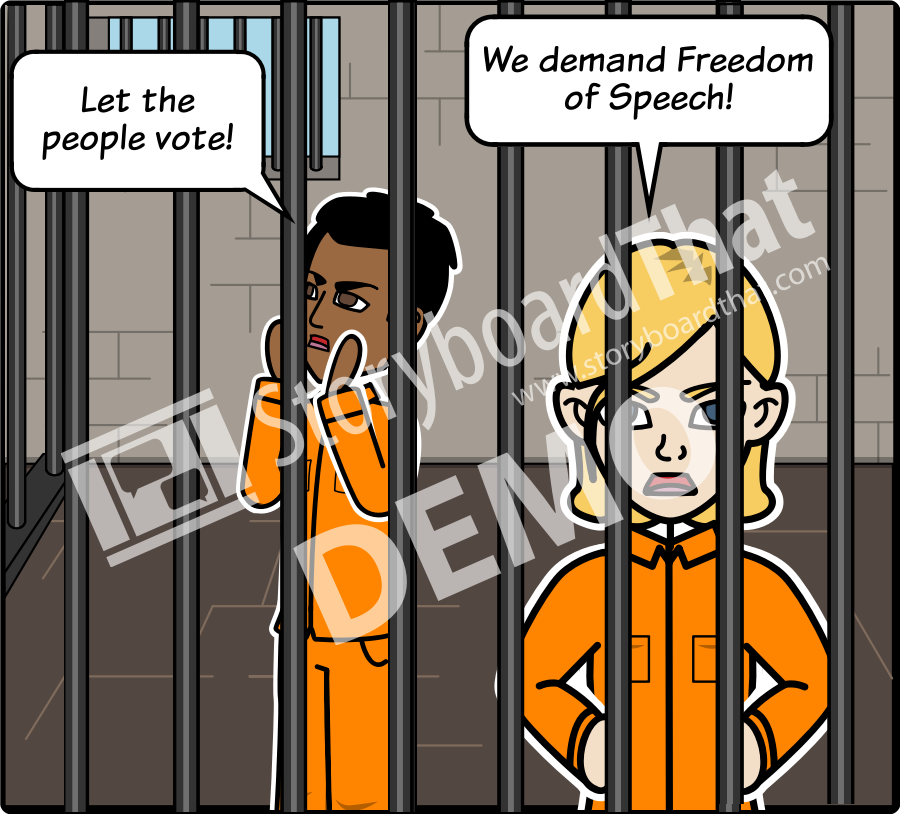 Let the
people vote!
We demand Freedom
of Speech!
StoryboardThat
www.storyboardthat.com
DEMO